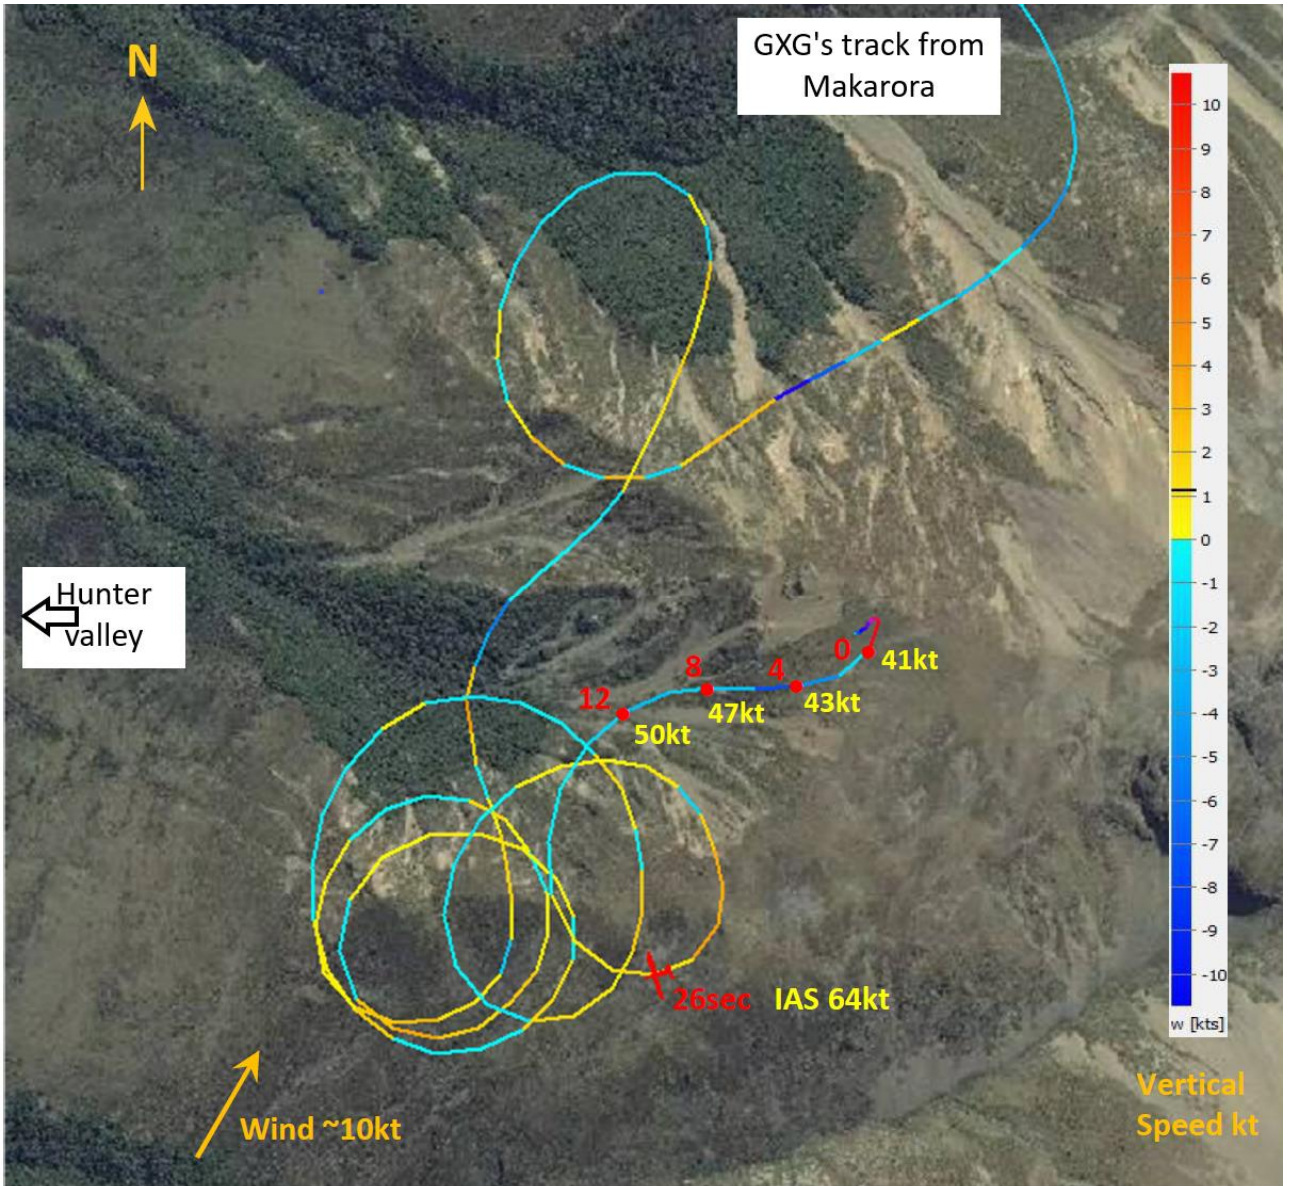 GXG's track from
Makarora
N
10
9
8
7
6
5
4
3
2
1
0
-1
-2
-3
-4
-5
-6
-7
-8
-9
-10
w [kts]
Hunter
valley
0
41kt
4
43kt
8
47kt
12
50kt
26sec
IAS 64kt
Wind ~10kt
Vertical
Speed kt